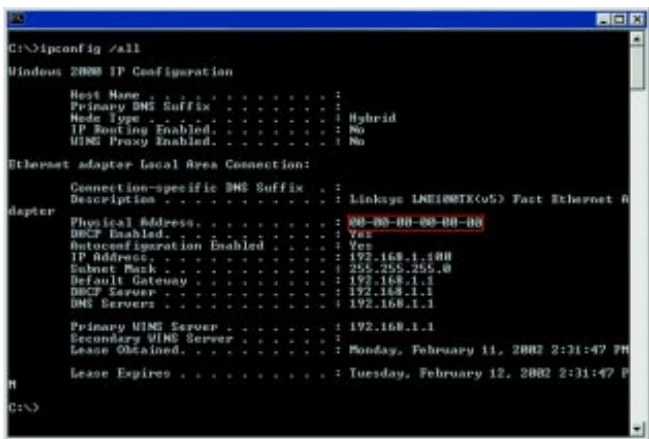 C:\>ipconfig /all
Windows 2000 IP Configuration
Host Name . . . . . . . . . . . . :
Primary DNS Suffix . . . . . . . :
Node Type . . . . . . . . . . . . : Hybrid
IP Routing Enabled. . . . . . . . : No
WINS Proxy Enabled. . . . . . . . : No
Ethernet adapter Local Area Connection:
Connection-specific DNS Suffix . :
Description . . . . . . . . . . . : Linksys LNE100TX(v5) Fast Ethernet A
dapter
Physical Address. . . . . . . . . : 00-00-00-00-00-00
DHCP Enabled. . . . . . . . . . . : Yes
Autoconfiguration Enabled . . . . : Yes
IP Address. . . . . . . . . . . . : 192.168.1.100
Subnet Mask . . . . . . . . . . . : 255.255.255.0
Default Gateway . . . . . . . . . : 192.168.1.1
DHCP Server . . . . . . . . . . . : 192.168.1.1
DNS Servers . . . . . . . . . . . : 192.168.1.1
Primary WINS Server . . . . . . . : 192.168.1.1
Secondary WINS Server . . . . . . :
Lease Obtained. . . . . . . . . . : Monday, February 11, 2002 2:31:47 PM
Lease Expires . . . . . . . . . . : Tuesday, February 12, 2002 2:31:47 P
M
C:\>